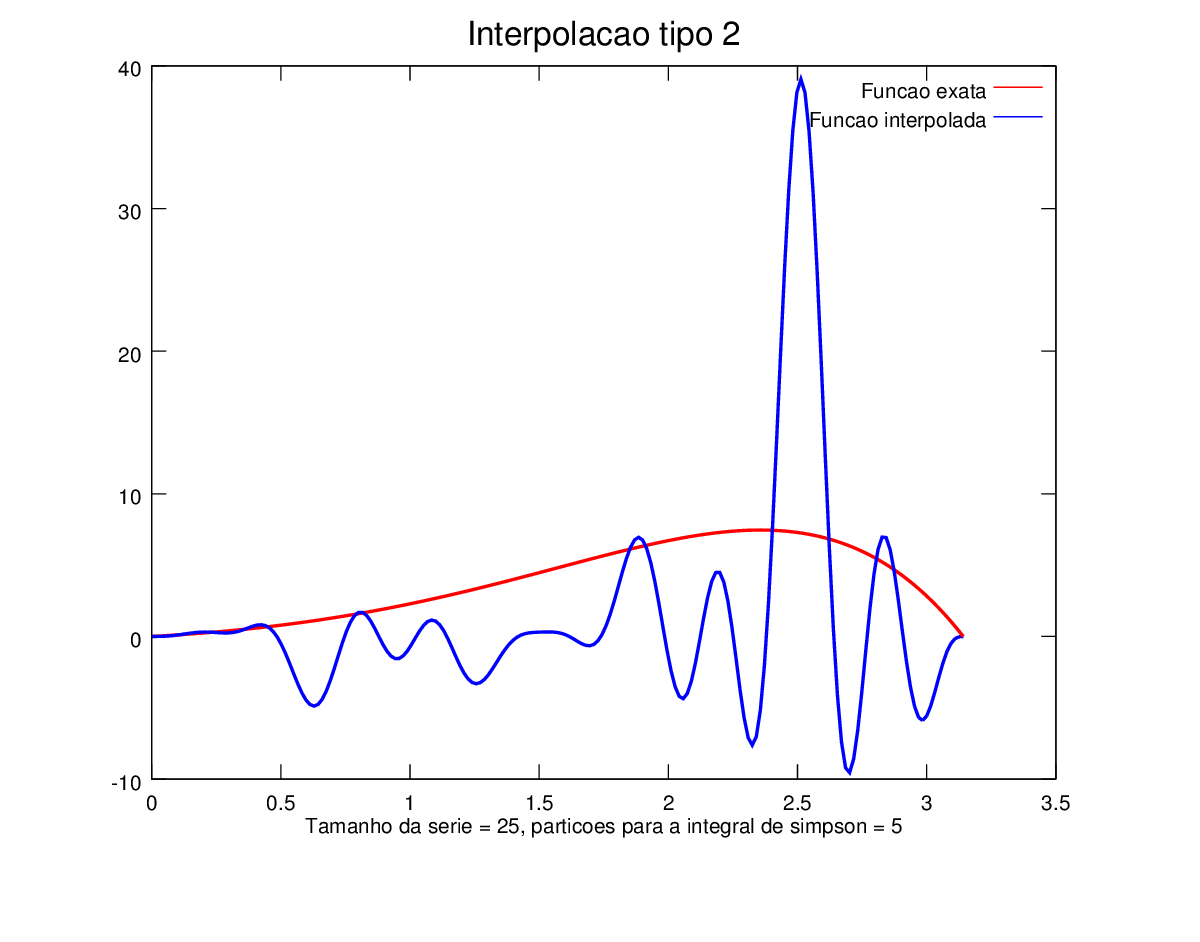 Interpolacao tipo 2
40
30
20
10
0
-10
Funcao exata
Funcao interpolada
0 0.5 1 1.5 2 2.5 3 3.5
Tamanho da serie = 25, particoes para a integral de simpson = 5